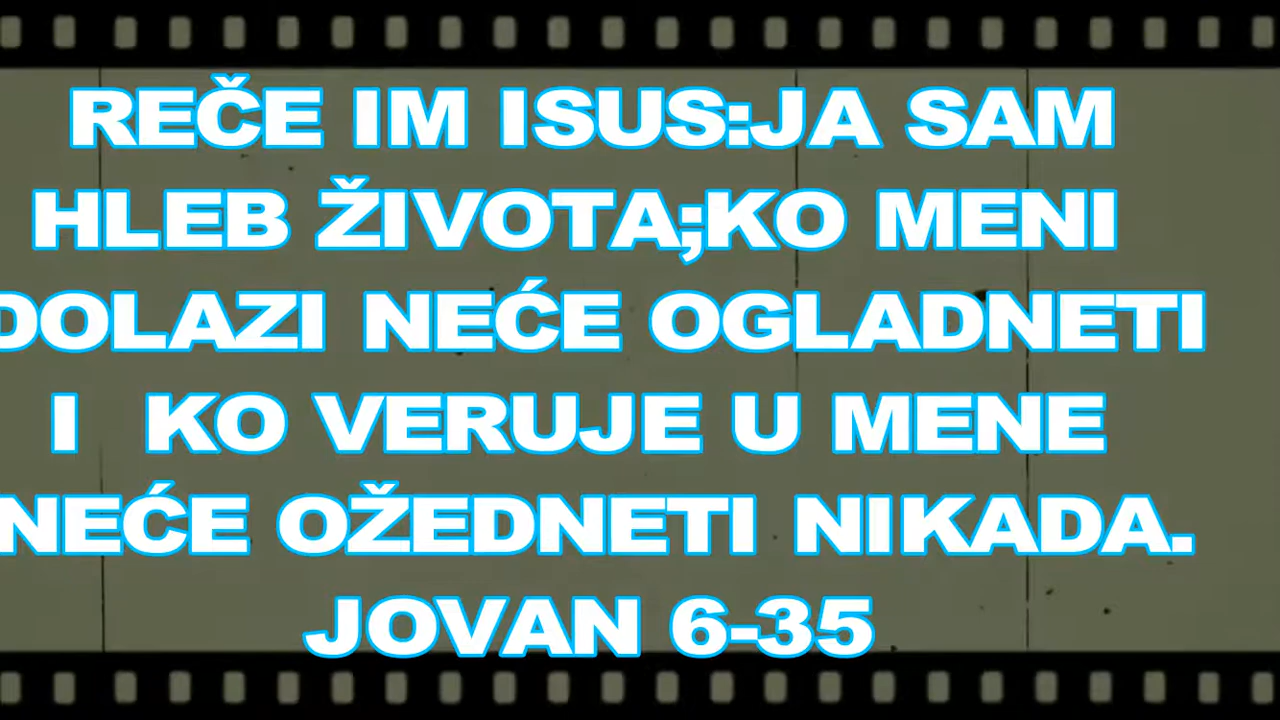 REČE IM ISUS:JA SAM
HLEB ŽIVOTA;KO MENI
DOLAZI NEĆE OGLADNETI
I KO VERUJE U MENE
NEĆE OŽEDNETI NIKADA.
JOVAN 6-35